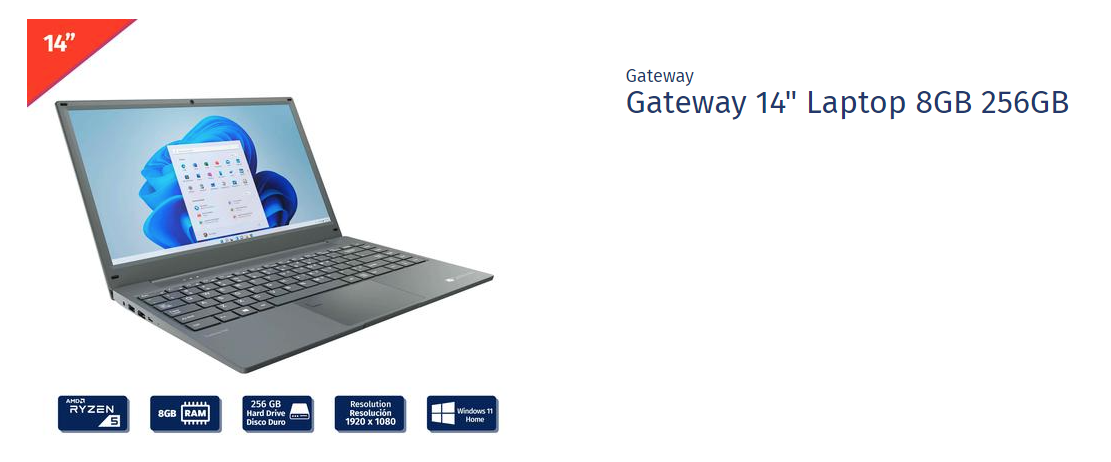 14”
Gateway
Gateway 14" Laptop 8GB 256GB
AMD
RYZEN
5
8GB RAM
256 GB
Hard Drive
Disco Duro
Resolution
Resolución
1920 x 1080
Windows 11
Home